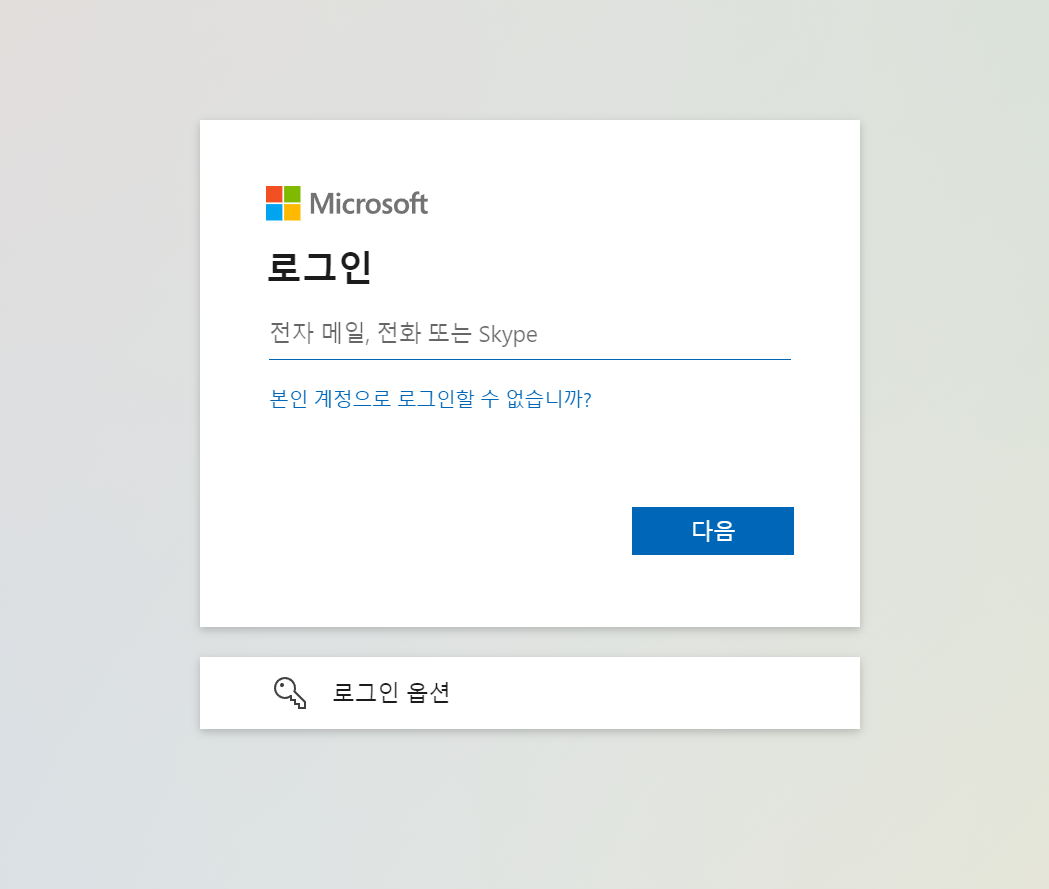 Microsoft
로그인
전자 메일, 전화 또는 Skype
본인 계정으로 로그인할 수 없습니까?
다음
로그인 옵션